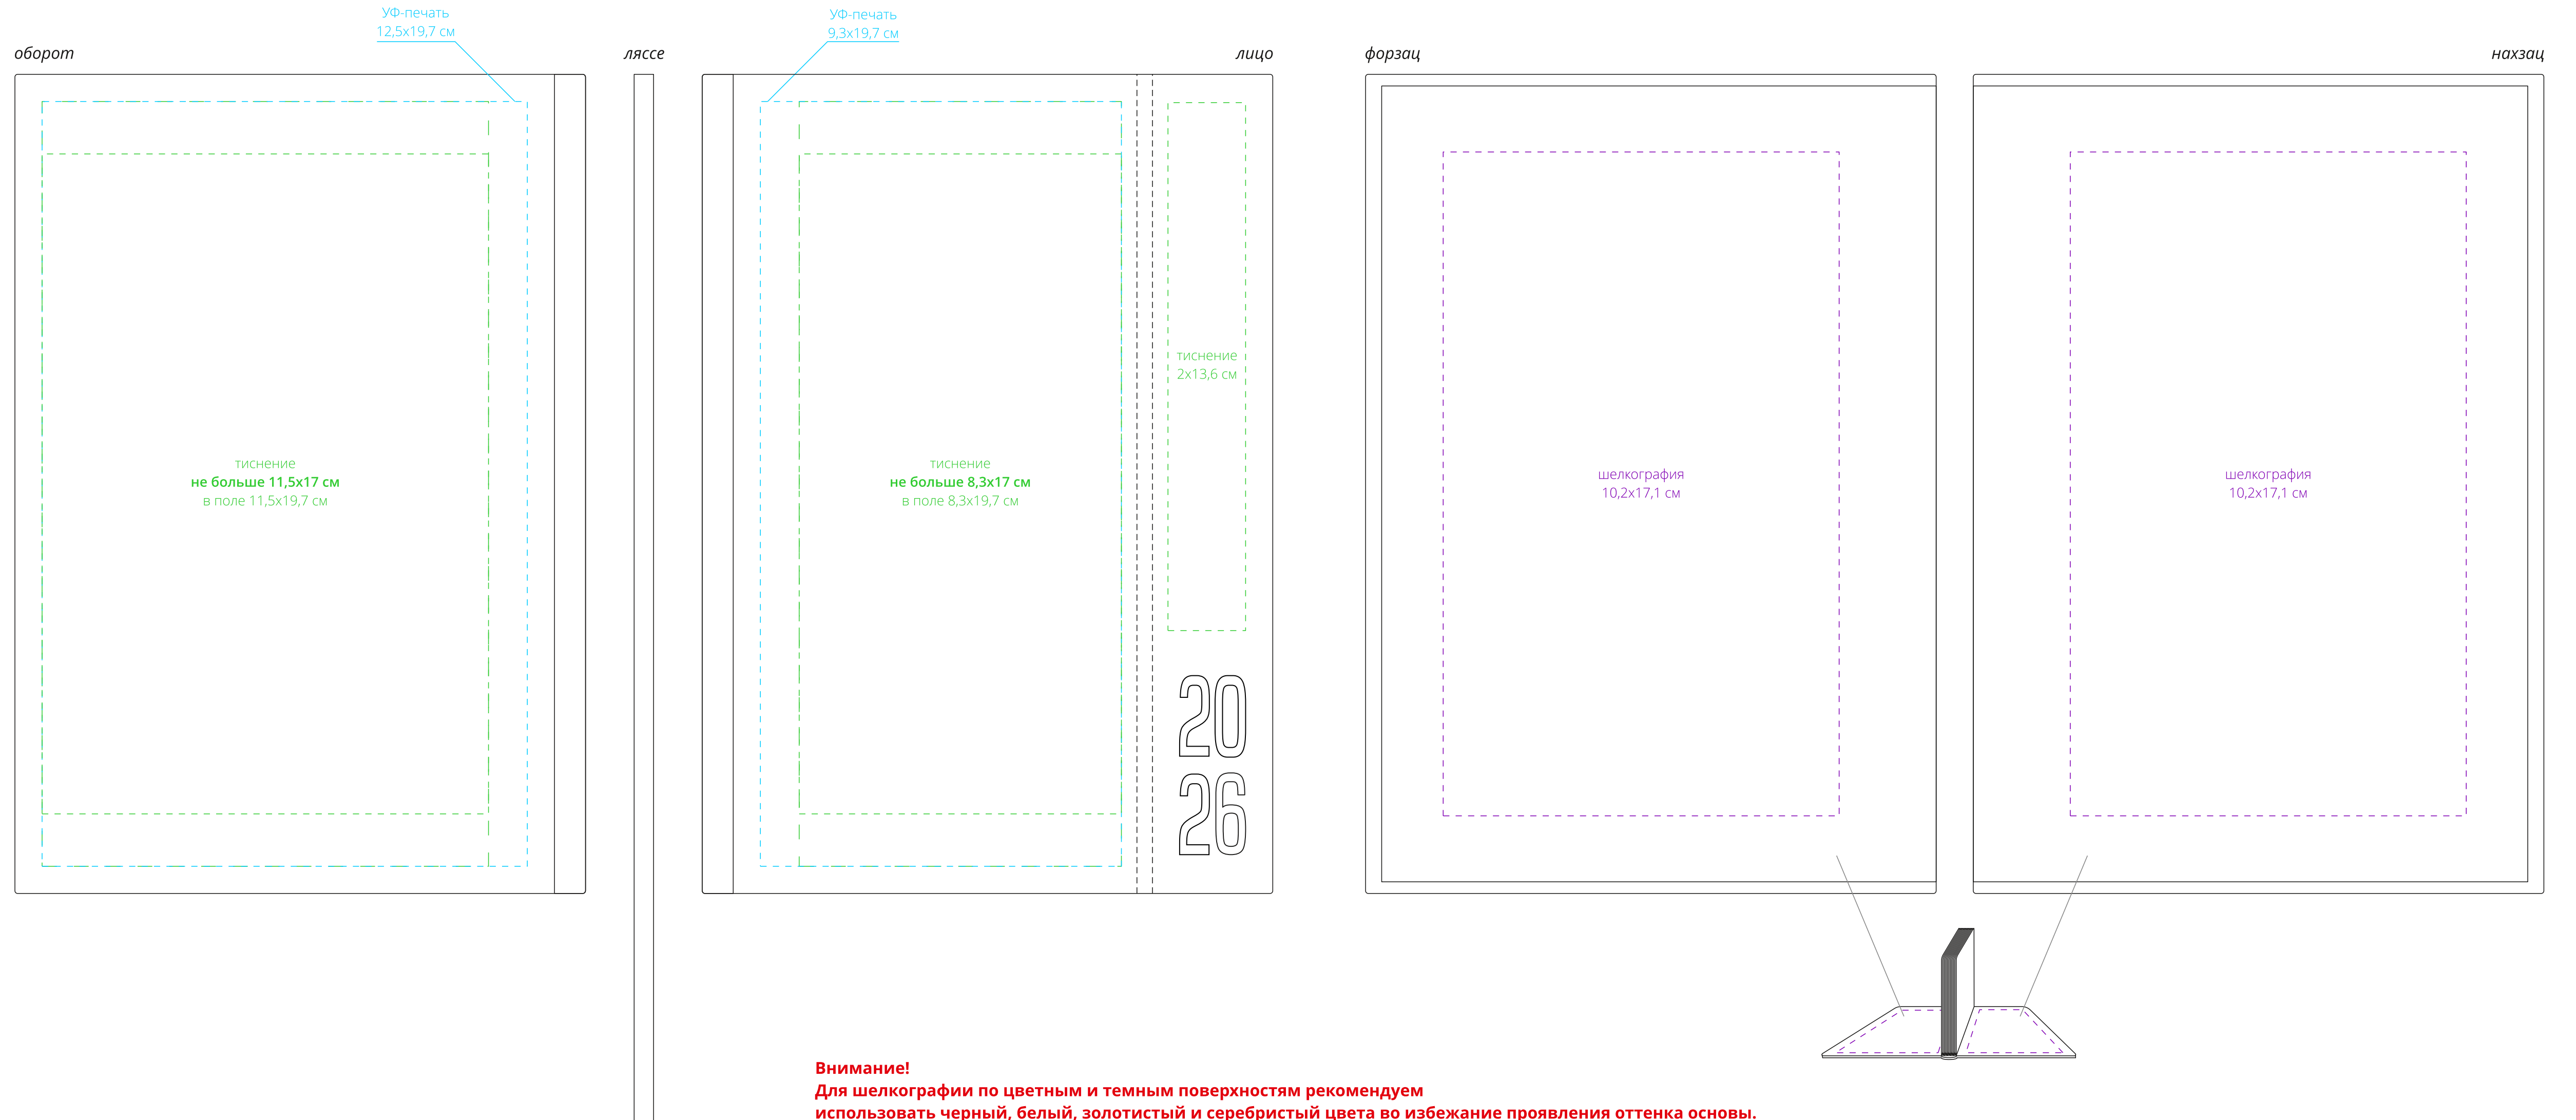 УФ-печать
12,5х19,7 см
УФ-печать
9,3х19,7 см
оборот
ляссе
лицо
форзац
нахзац
тиснение
не больше 11,5х17 см
в поле 11,5х19,7 см
тиснение
не больше 8,3х17 см
в поле 8,3х19,7 см
тиснение
2х13,6 см
20
26
шелкография
10,2х17,1 см
шелкография
10,2х17,1 см
Внимание!
Для шелкографии по цветным и темным поверхностям рекомендуем
использовать черный, белый, золотистый и серебристый цвета во избежание проявления оттенка основы.